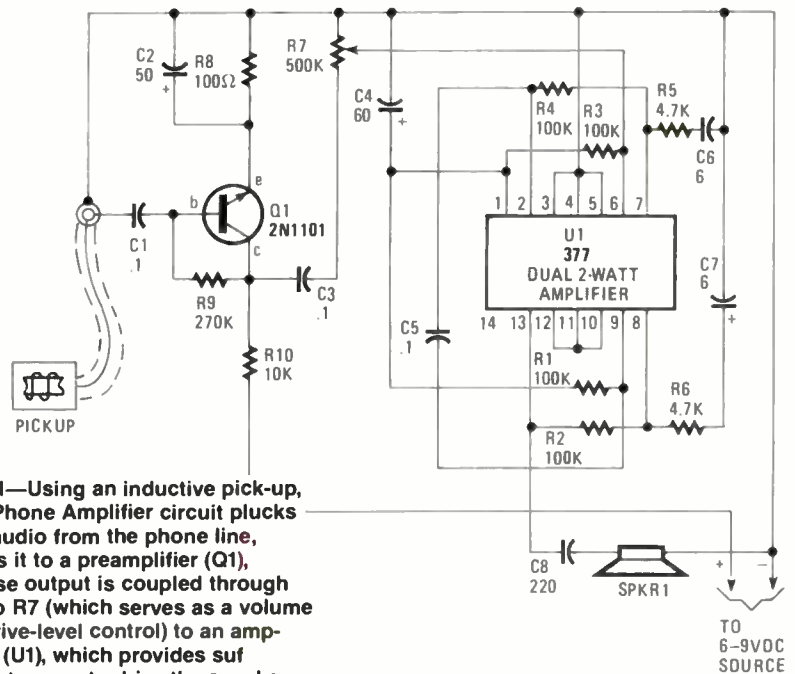 C2
50
R8
100Ω
R7
500K
C4
60
+
+
R4
100K
R3
100K
R5
4.7K
C6
6
e
b
c
Q1
2N1101
C1
.1
R9
270K
C3
.1
R10
10K
PICKUP
1 2 3 4 5 6 7
U1
377
DUAL 2-WATT
AMPLIFIER
14 13 12 11 10 9 8
C5
.1
C7
6
+
R1
100K
R2
100K
R6
4.7K
C8
220
SPKR1
+ −
TO
6-9VDC
SOURCE
—Using an inductive pick-up,
Phone Amplifier circuit plucks
audio from the phone line,
s it to a preamplifier (Q1),
se output is coupled through
o R7 (which serves as a volume
rive-level control) to an amp-
(U1), which provides suf